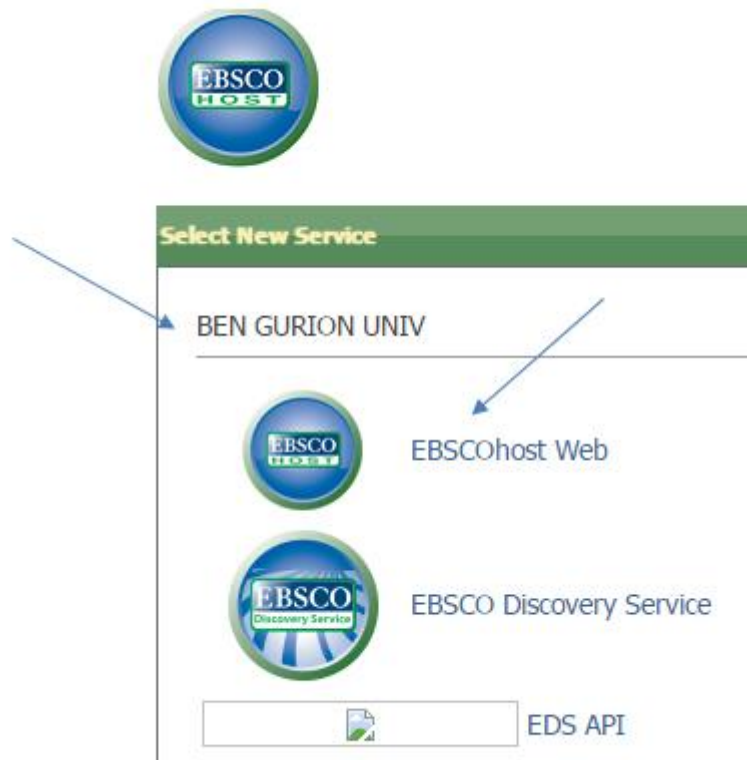 EBSCO
HOST
Select New Service
BEN GURION UNIV
EBSCO
HOST
EBSCOhost Web
EBSCO
Discovery Service
EBSCO Discovery Service
EDS API